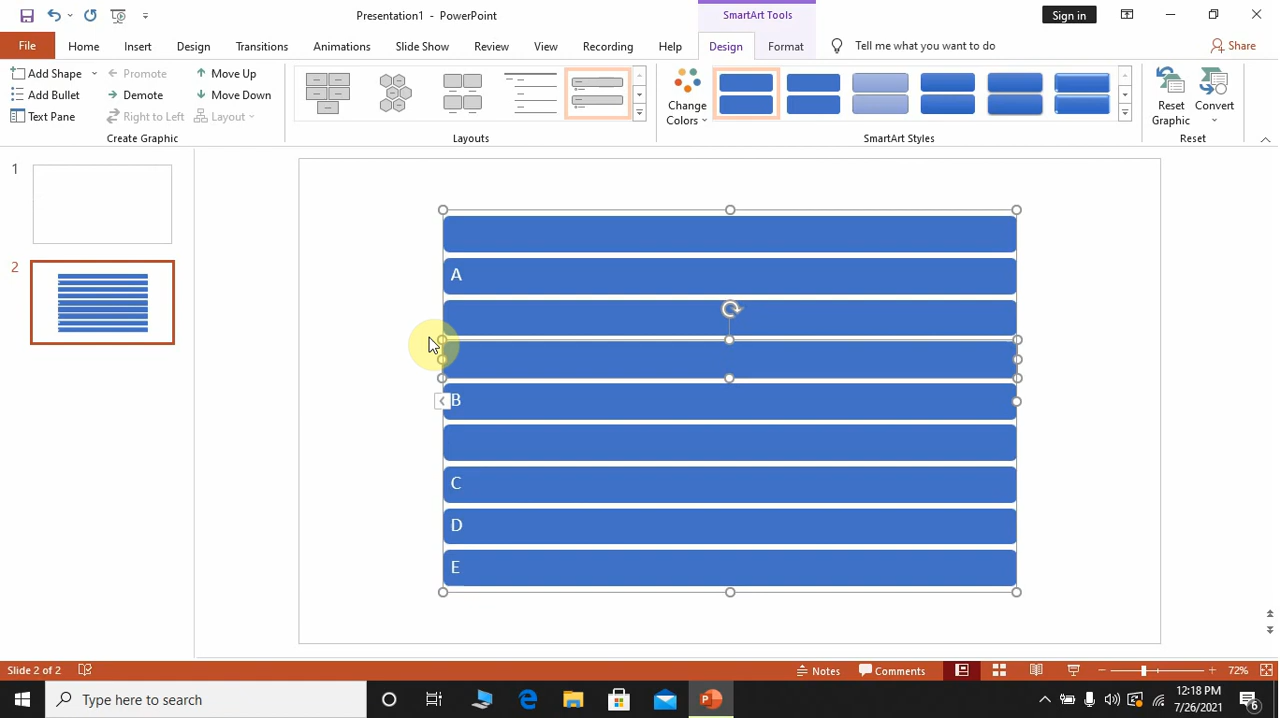 Presentation1 - PowerPoint
SmartArt Tools
Sign in
File
Home
Insert
Design
Transitions
Animations
Slide Show
Review
View
Recording
Help
Design
Format
Tell me what you want to do
Share
Add Shape
Promote
Move Up
Add Bullet
Demote
Move Down
Text Pane
Right to Left
Layout
Create Graphic
Layouts
Change
Colors
SmartArt Styles
Reset
Graphic
Convert
Reset
1
2
A
B
C
D
E
Slide 2 of 2
Notes
Comments
72%
Type here to search
12:18 PM
7/26/2021
6